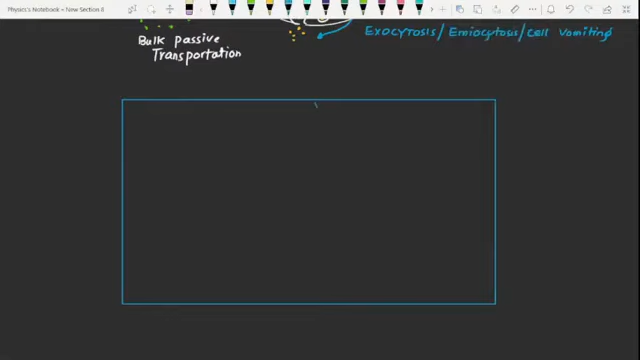 Physics's Notebook – New Section 8
EXOCYTOSIS / Emiocytosis / Cell Vomiting
Bulk passive
Transportation